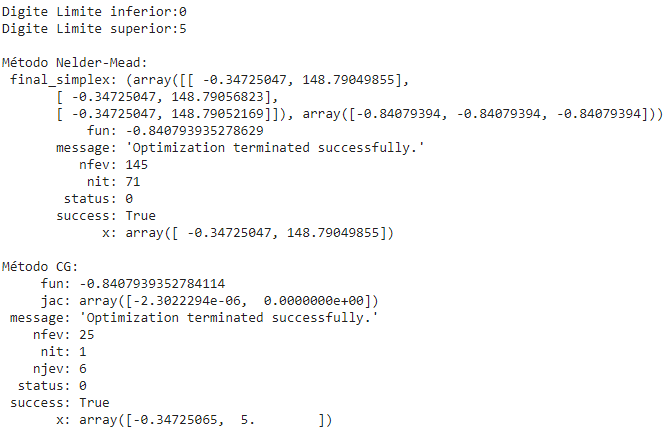 Digite Limite inferior:0
Digite Limite superior:5
Método Nelder-Mead:
final_simplex: (array([[ -0.34725047, 148.79049855],
[ -0.34725047, 148.79056823],
[ -0.34725047, 148.79052169]]), array([-0.84079394, -0.84079394, -0.84079394]))
fun: -0.840793935278629
message: 'Optimization terminated successfully.'
nfev: 145
nit: 71
status: 0
success: True
x: array([ -0.34725047, 148.79049855])
Método CG:
fun: -0.8407939352784114
jac: array([-2.3022294e-06,  0.0000000e+00])
message: 'Optimization terminated successfully.'
nfev: 25
nit: 1
njev: 6
status: 0
success: True
x: array([-0.34725065,  5.        ])